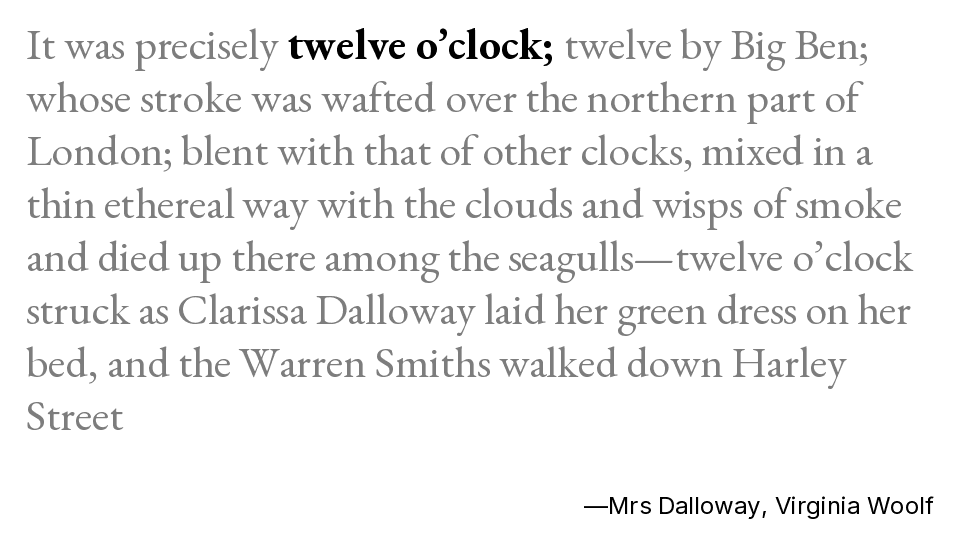 It was precisely twelve o’clock; twelve by Big Ben;
whose stroke was wafted over the northern part of
London; blent with that of other clocks, mixed in a
thin ethereal way with the clouds and wisps of smoke
and died up there among the seagulls—twelve o’clock
struck as Clarissa Dalloway laid her green dress on her
bed, and the Warren Smiths walked down Harley
Street
—Mrs Dalloway, Virginia Woolf